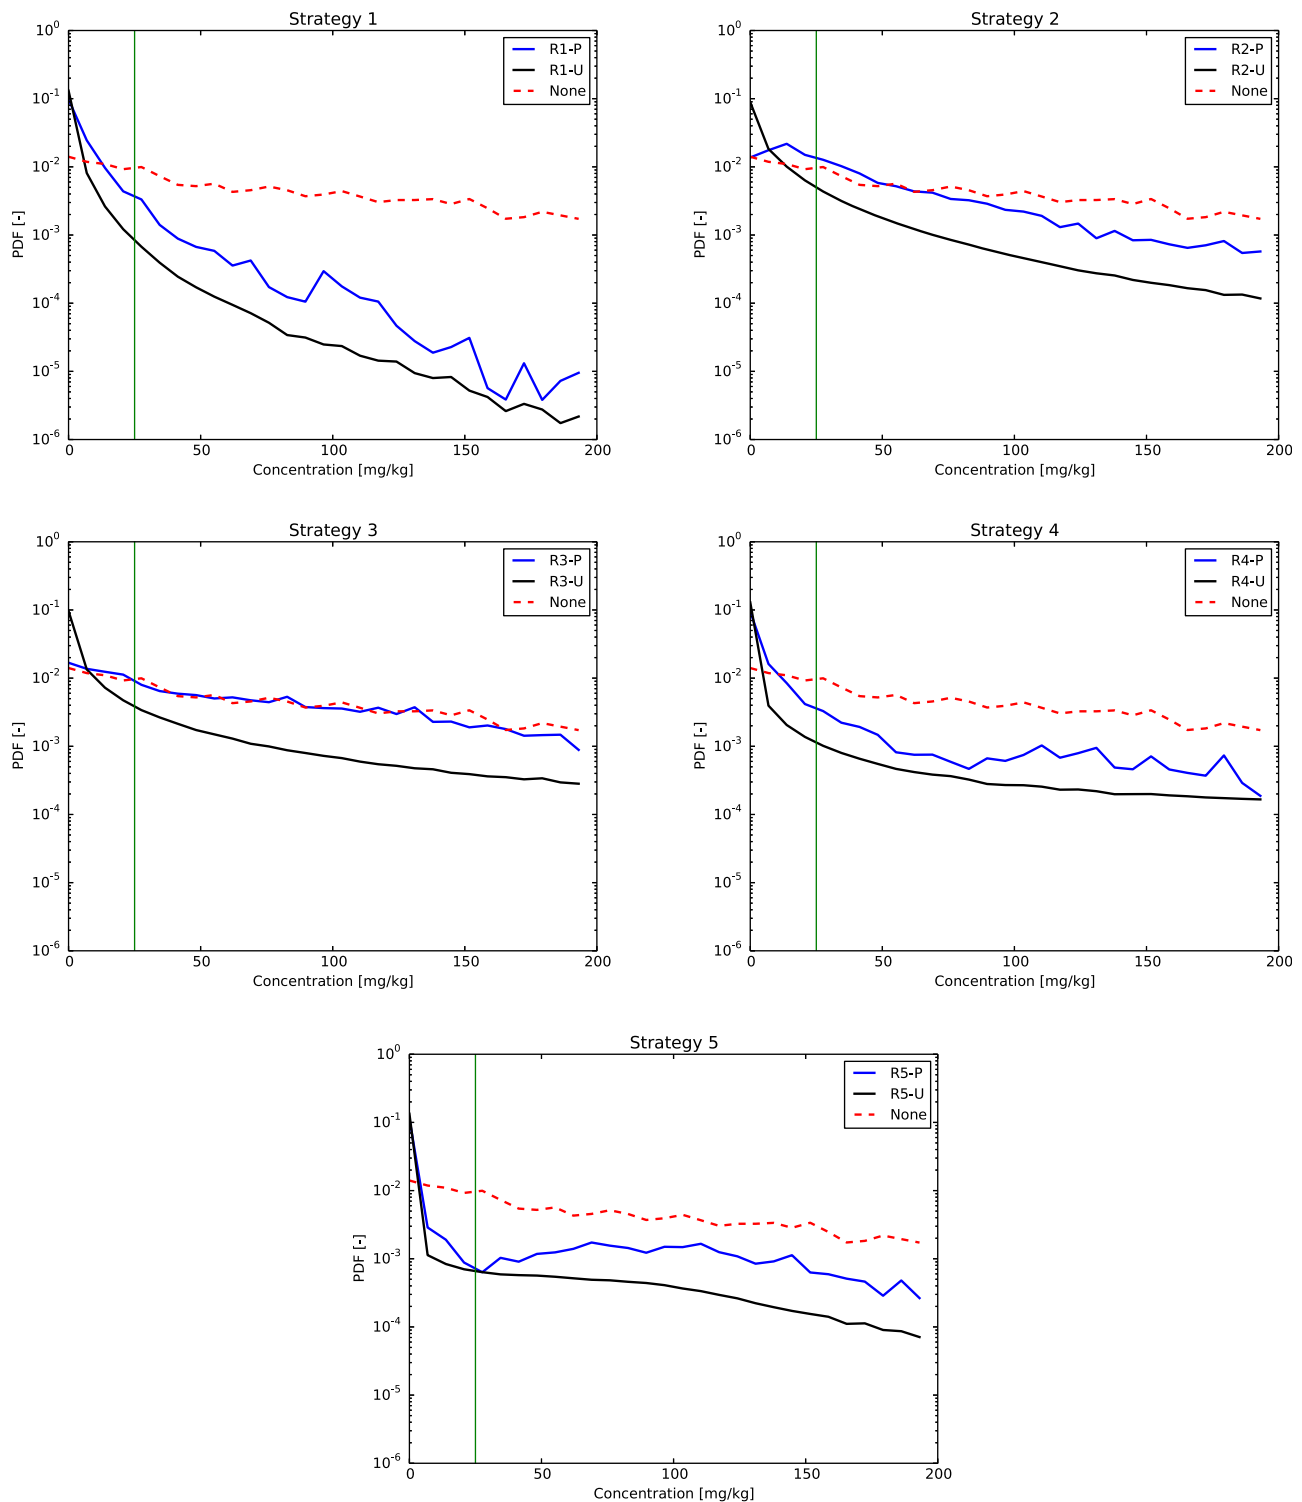 Strategy 1
10^0
10^-1
10^-2
10^-3
10^-4
10^-5
10^-6
PDF [-]
R1-P
R1-U
None
0 50 100 150 200
Concentration [mg/kg]
Strategy 2
10^0
10^-1
10^-2
10^-3
10^-4
10^-5
10^-6
PDF [-]
R2-P
R2-U
None
0 50 100 150 200
Concentration [mg/kg]
Strategy 3
10^0
10^-1
10^-2
10^-3
10^-4
10^-5
10^-6
PDF [-]
R3-P
R3-U
None
0 50 100 150 200
Concentration [mg/kg]
Strategy 4
10^0
10^-1
10^-2
10^-3
10^-4
10^-5
10^-6
PDF [-]
R4-P
R4-U
None
0 50 100 150 200
Concentration [mg/kg]
Strategy 5
10^0
10^-1
10^-2
10^-3
10^-4
10^-5
10^-6
PDF [-]
R5-P
R5-U
None
0 50 100 150 200
Concentration [mg/kg]